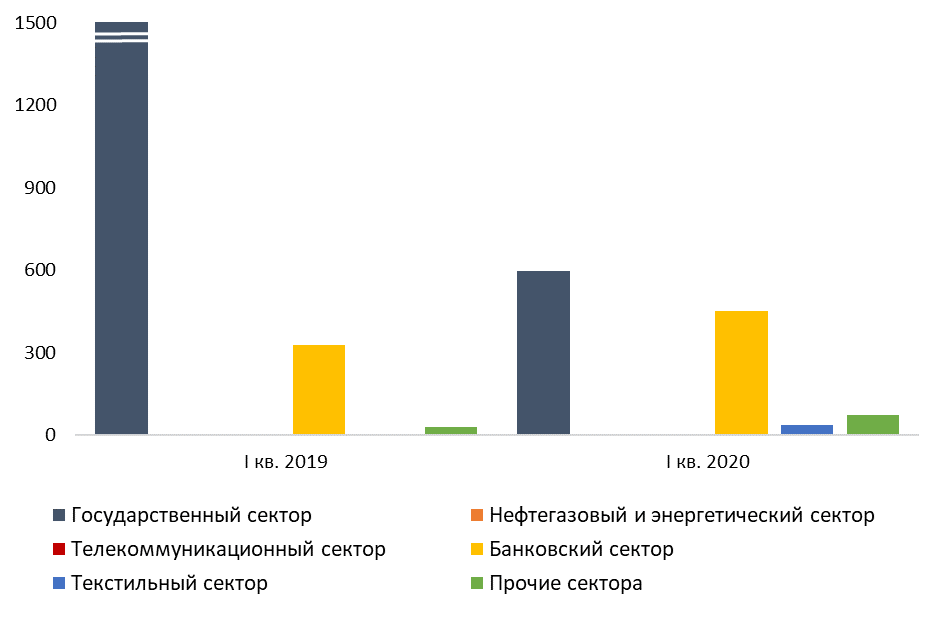 1500
1200
900
600
300
0
I кв. 2019
I кв. 2020
Государственный сектор
Нефтегазовый и энергетический сектор
Телекоммуникационный сектор
Банковский сектор
Текстильный сектор
Прочие сектора